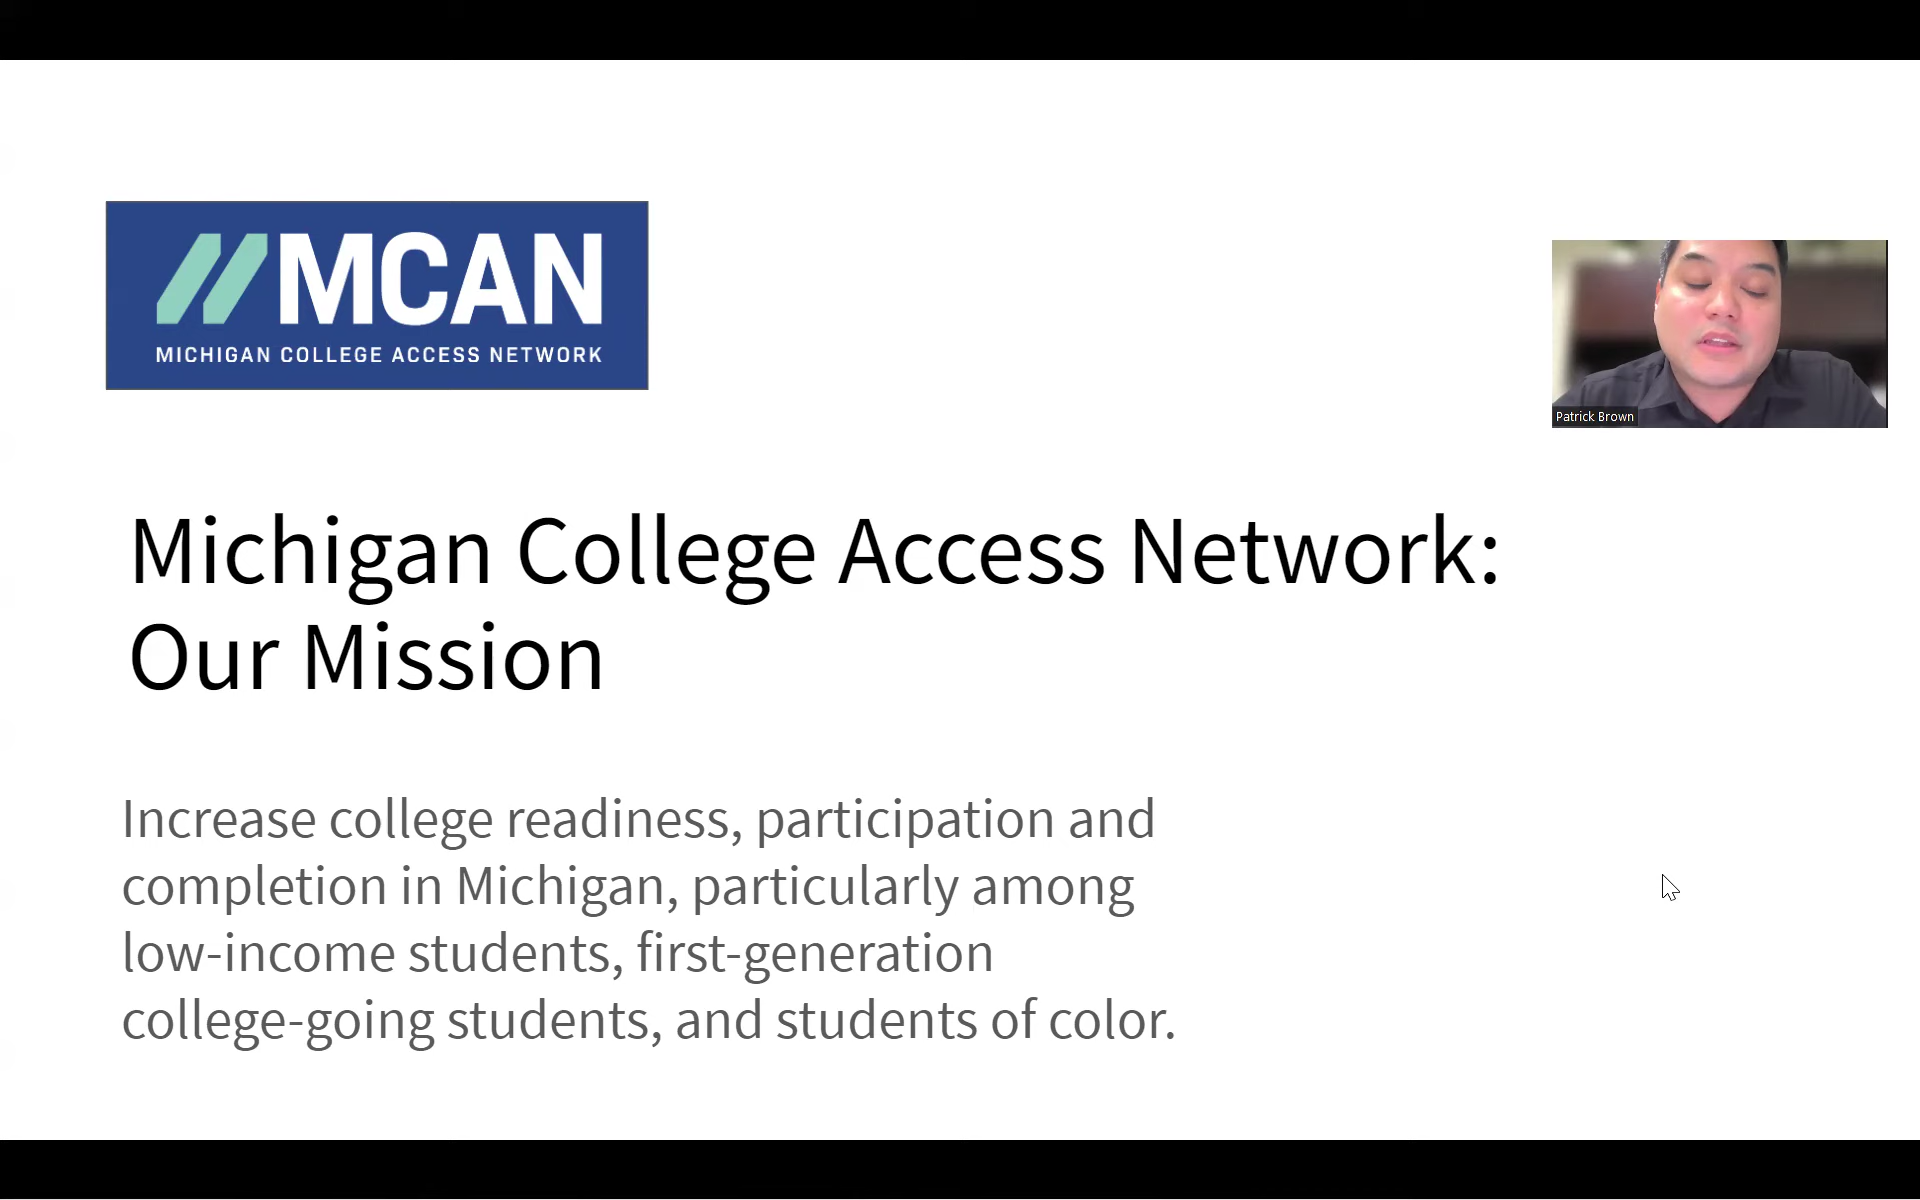 MCAN
MICHIGAN COLLEGE ACCESS NETWORK
Patrick Brown
Michigan College Access Network:
Our Mission
Increase college readiness, participation and
completion in Michigan, particularly among
low-income students, first-generation
college-going students, and students of color.